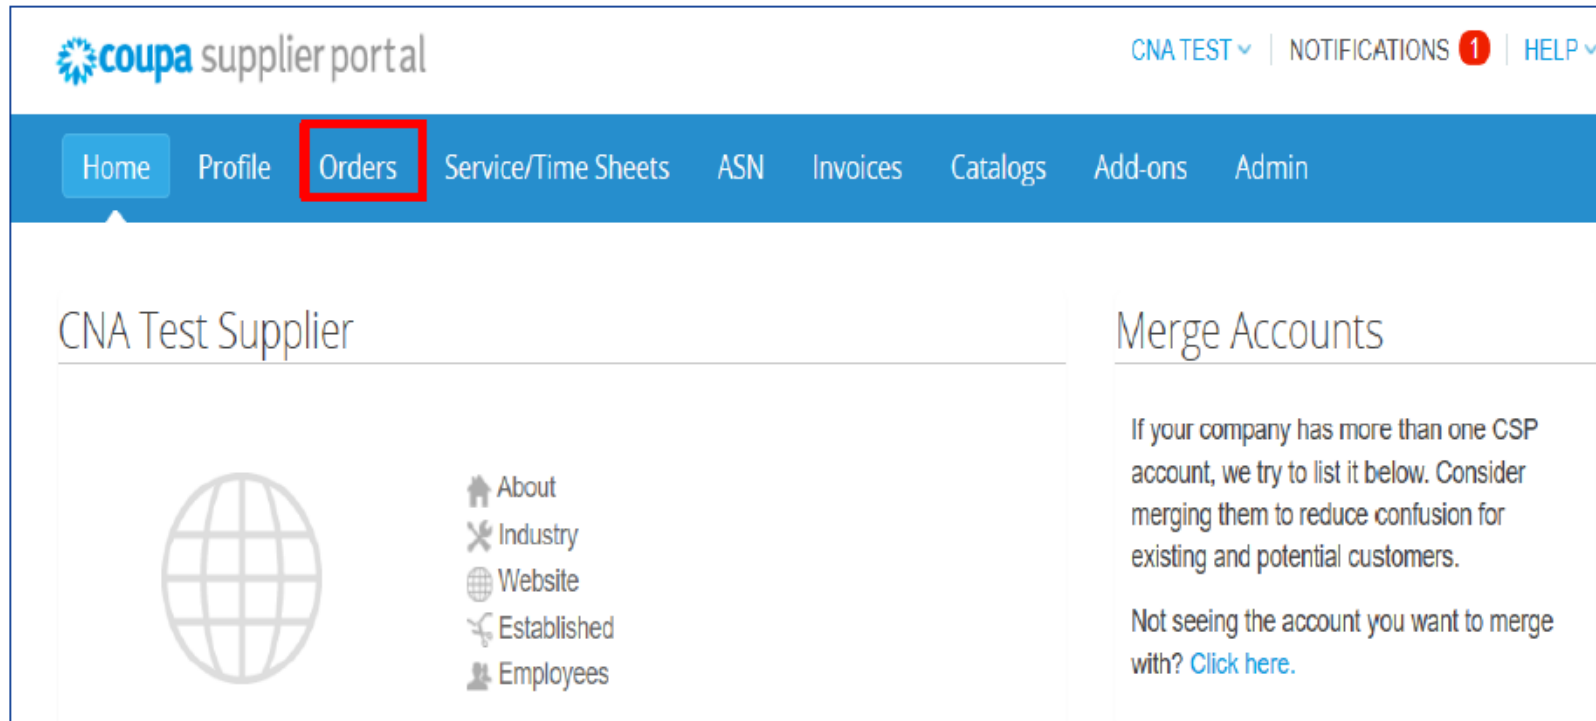 coupa supplier portal
CNA TEST NOTIFICATIONS 1 HELP
Home Profile Orders Service/Time Sheets ASN Invoices Catalogs Add-ons Admin
CNA Test Supplier
About
Industry
Website
Established
Employees
Merge Accounts
If your company has more than one CSP
account, we try to list it below. Consider
merging them to reduce confusion for
existing and potential customers.
Not seeing the account you want to merge
with? Click here.